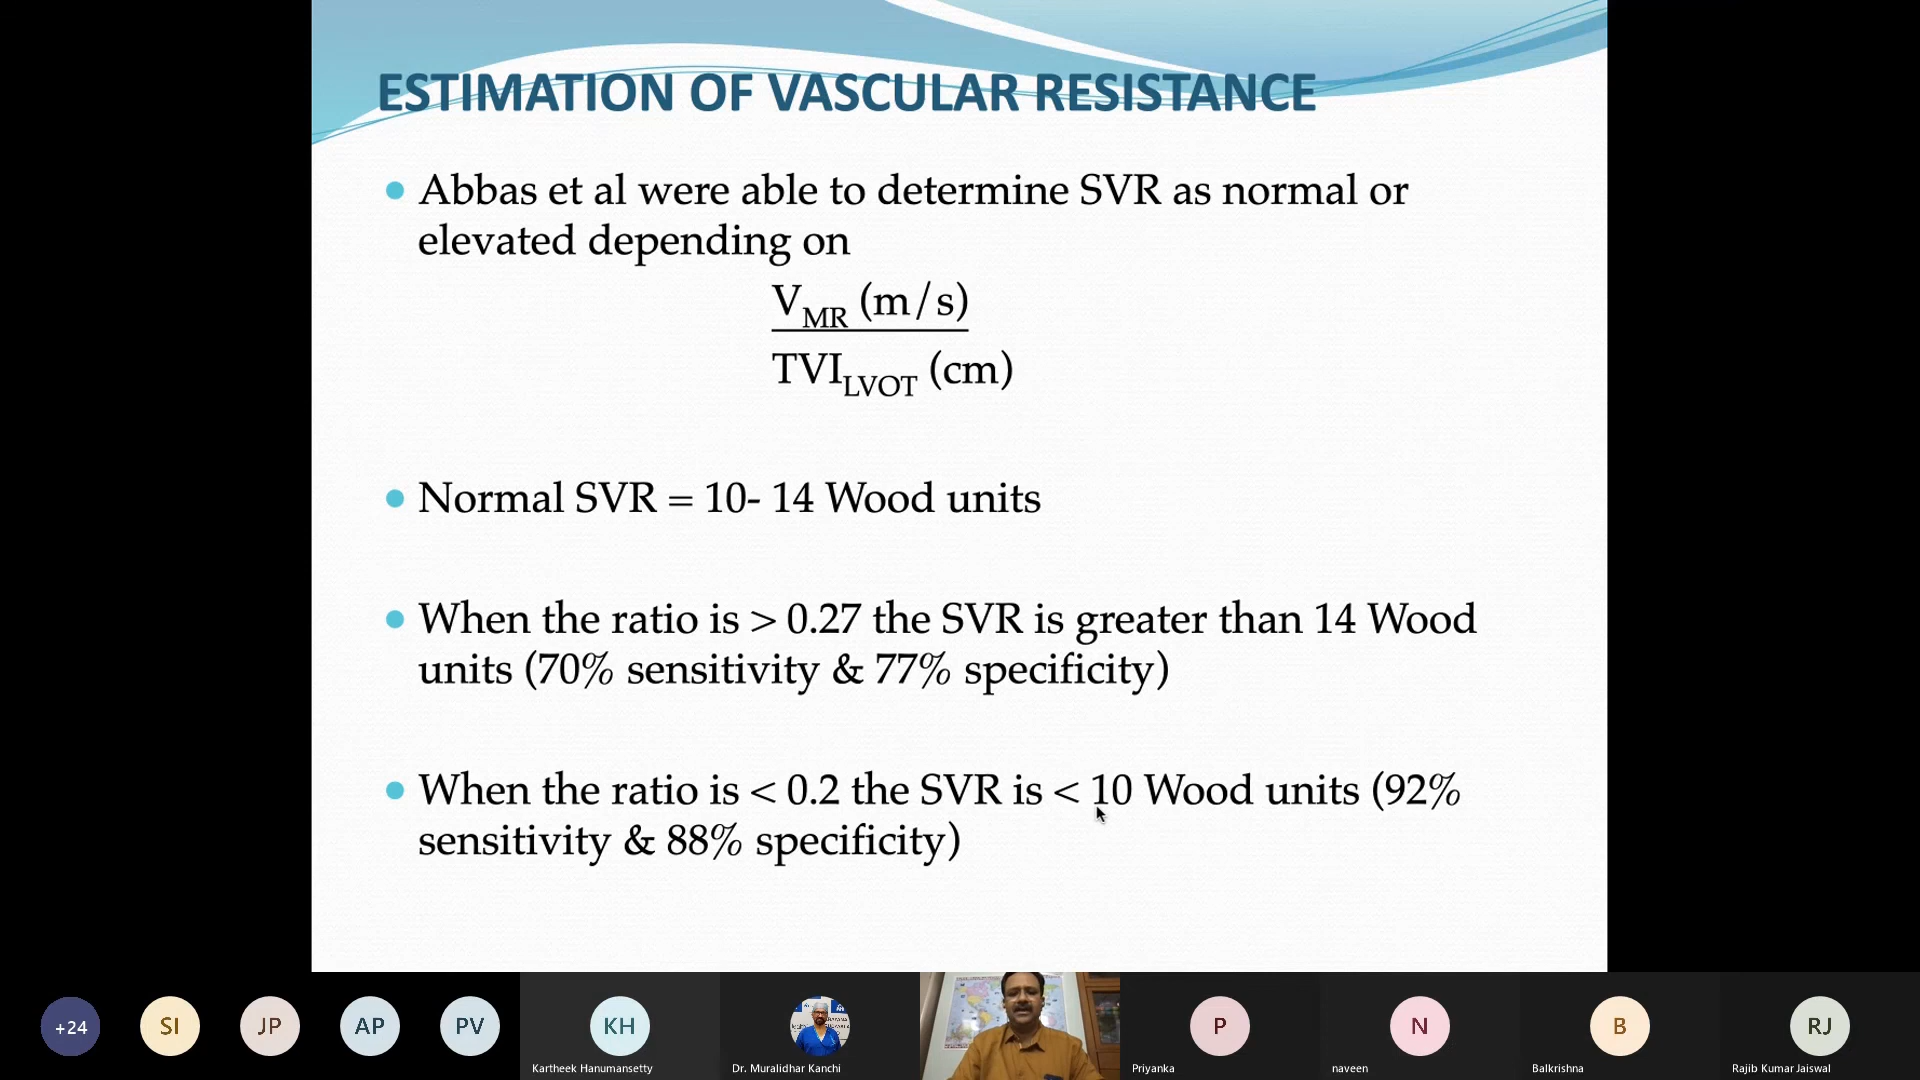 ESTIMATION OF VASCULAR RESISTANCE
• Abbas et al were able to determine SVR as normal or
elevated depending on
VMR (m/s)
TVILVOT (cm)
• Normal SVR = 10- 14 Wood units
• When the ratio is > 0.27 the SVR is greater than 14 Wood
units (70% sensitivity & 77% specificity)
• When the ratio is < 0.2 the SVR is < 10 Wood units (92%
sensitivity & 88% specificity)
+24
SI
JP
AP
PV
KH
P
N
B
RJ
Kartheek Hanumansetty
Dr. Muralidhar Kanchi
Priyanka
naveen
Balkrishna
Rajib Kumar Jaiswal